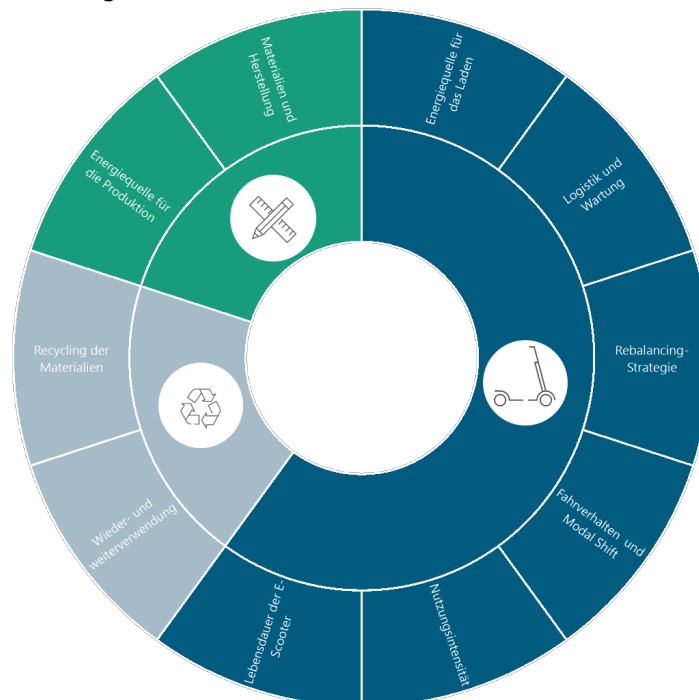 Materialien und
Herstellung
Energiequelle für
das Laden
Energiequelle für
die Produktion
Logistik und
Wartung
Recycling der
Materialien
Rebalancing-
Strategie
Wieder- und
weiterverwendung
Fahrverhalten und
Modal Shift
Lebensdauer der E-
Scooter
Nutzungsintensität